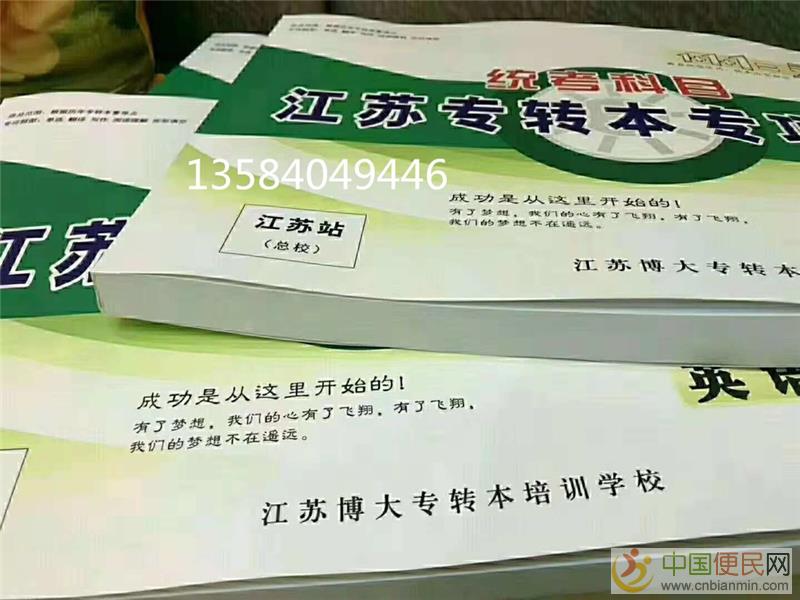 统考科目
江苏专转本专项
13584049446
成功是从这里开始的!
有了梦想，我们的心有了飞翔，有了飞翔，
我们的梦想不在遥远。
江苏站
(总校)
江苏博大专转本
江苏
英语
成功是从这里开始的!
有了梦想，我们的心有了飞翔，有了飞翔，
我们的梦想不在遥远。
江苏博大专转本培训学校
中国便民网
www.cnbianmin.com